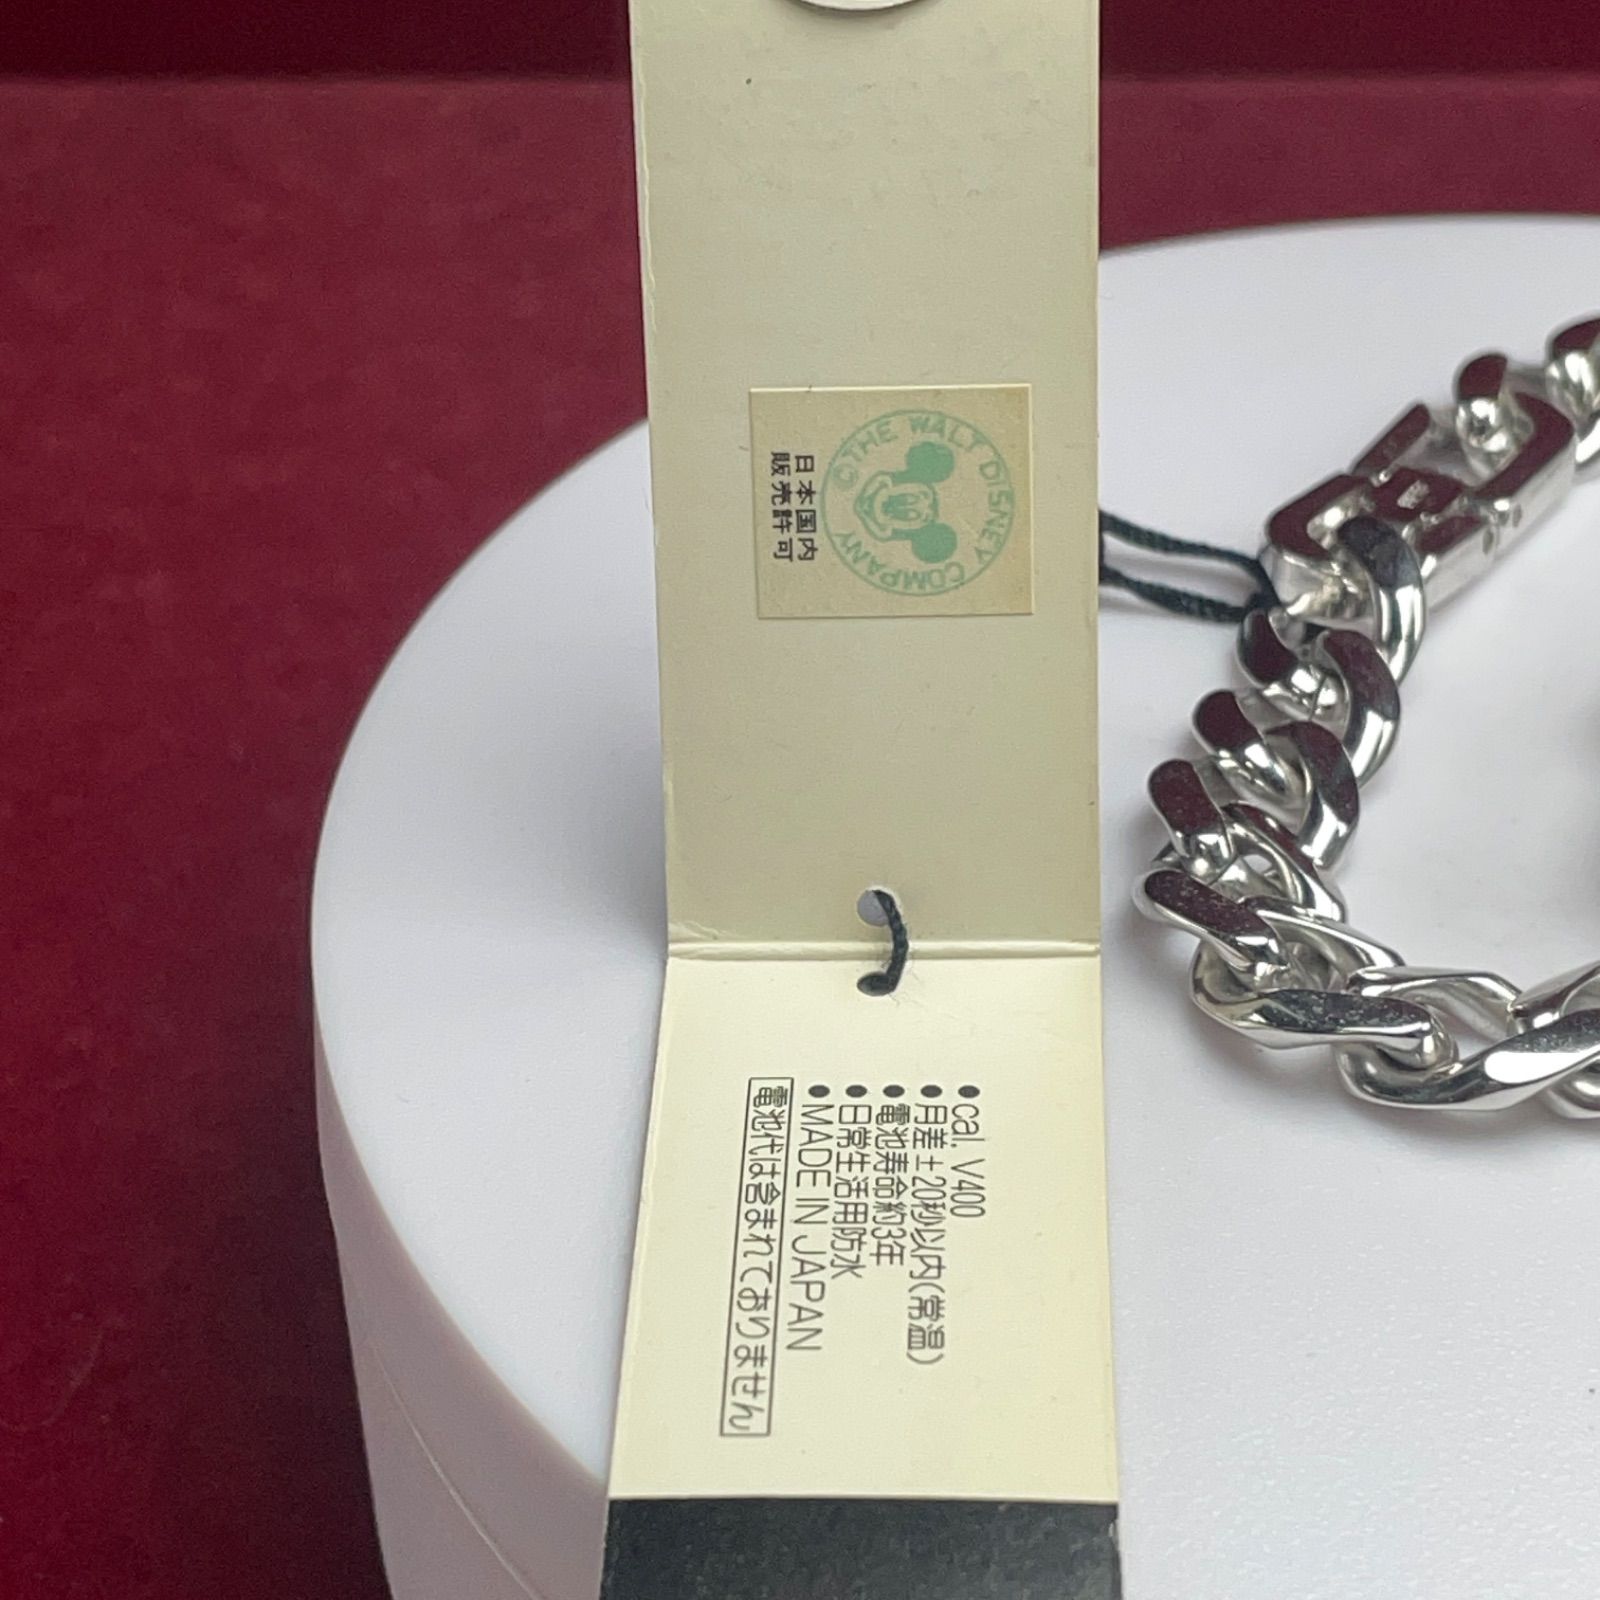 ©THE WALT DISNEY COMPANY
日本国内
販売許可
● cal. V400
● 月差±20秒以内(常温)
● 電池寿命約3年
● 日常生活用防水
● MADE IN JAPAN
電池代は含まれておりません